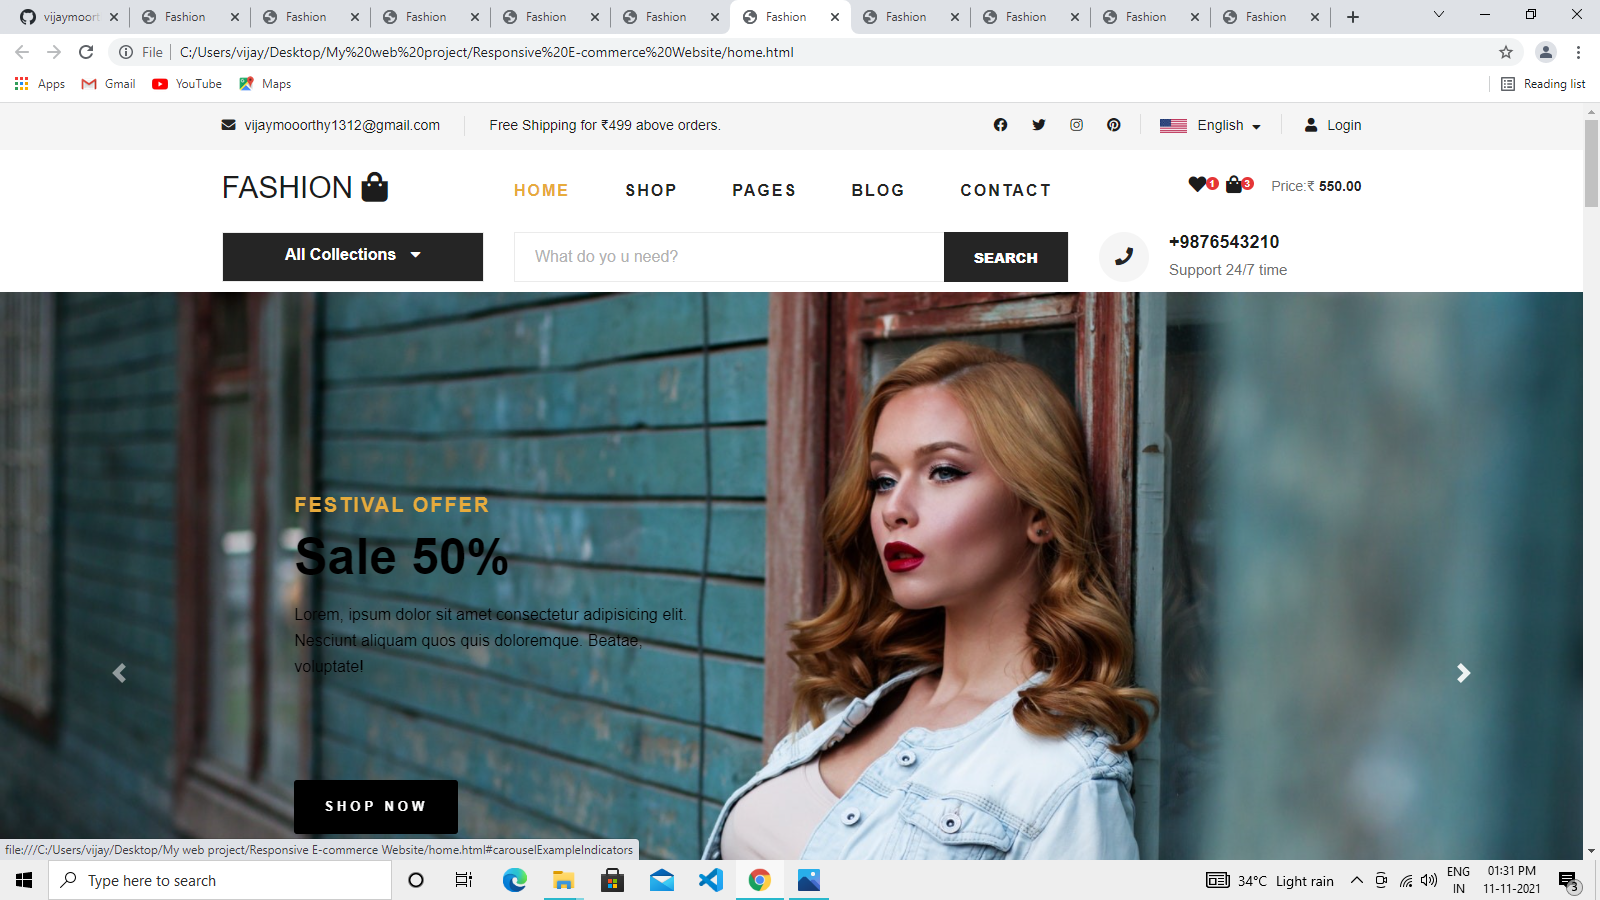 vijaymoort Fashion Fashion Fashion Fashion Fashion Fashion Fashion Fashion Fashion Fashion
File C:/Users/vijay/Desktop/My%20web%20project/Responsive%20E-commerce%20Website/home.html
Apps Gmail YouTube Maps Reading list
vijaymooorthy1312@gmail.com Free Shipping for ₹499 above orders. English Login
FASHION HOME SHOP PAGES BLOG CONTACT 1 3 Price:₹ 550.00
All Collections What do yo u need? SEARCH +9876543210
Support 24/7 time
FESTIVAL OFFER
Sale 50%
Lorem, ipsum dolor sit amet consectetur adipisicing elit.
Nesciunt aliquam quos quis doloremque. Beatae,
voluptate!
SHOP NOW
file:///C:/Users/vijay/Desktop/My web project/Responsive E-commerce Website/home.html#carouselExampleIndicators
Type here to search 34°C Light rain ENG 01:31 PM
IN 11-11-2021 3